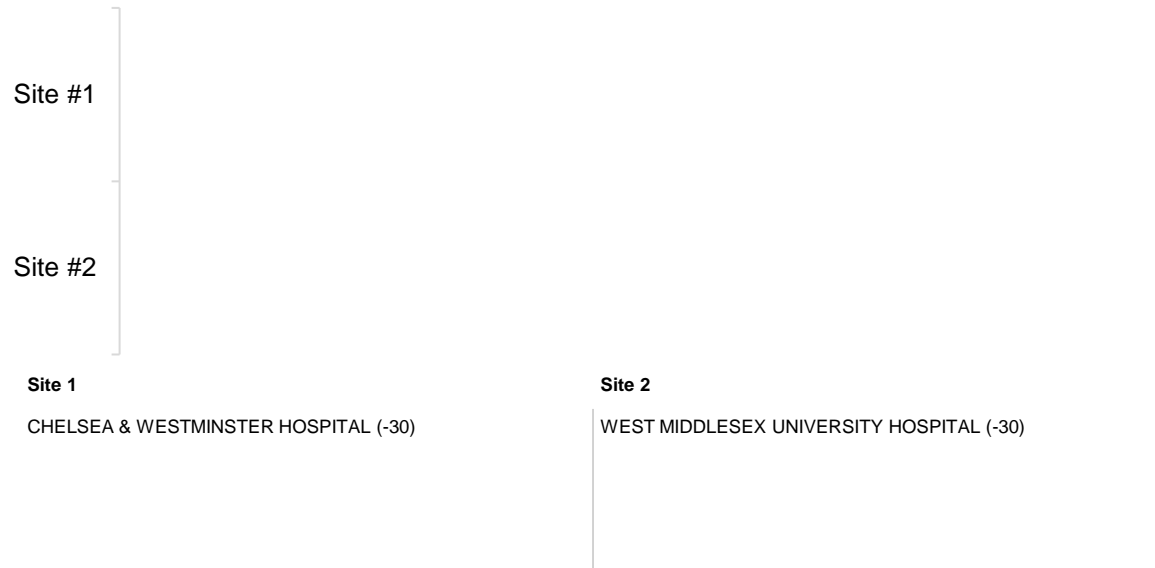 Site #1
Site #2
Site 1
Site 2
CHELSEA & WESTMINSTER HOSPITAL (-30)
WEST MIDDLESEX UNIVERSITY HOSPITAL (-30)